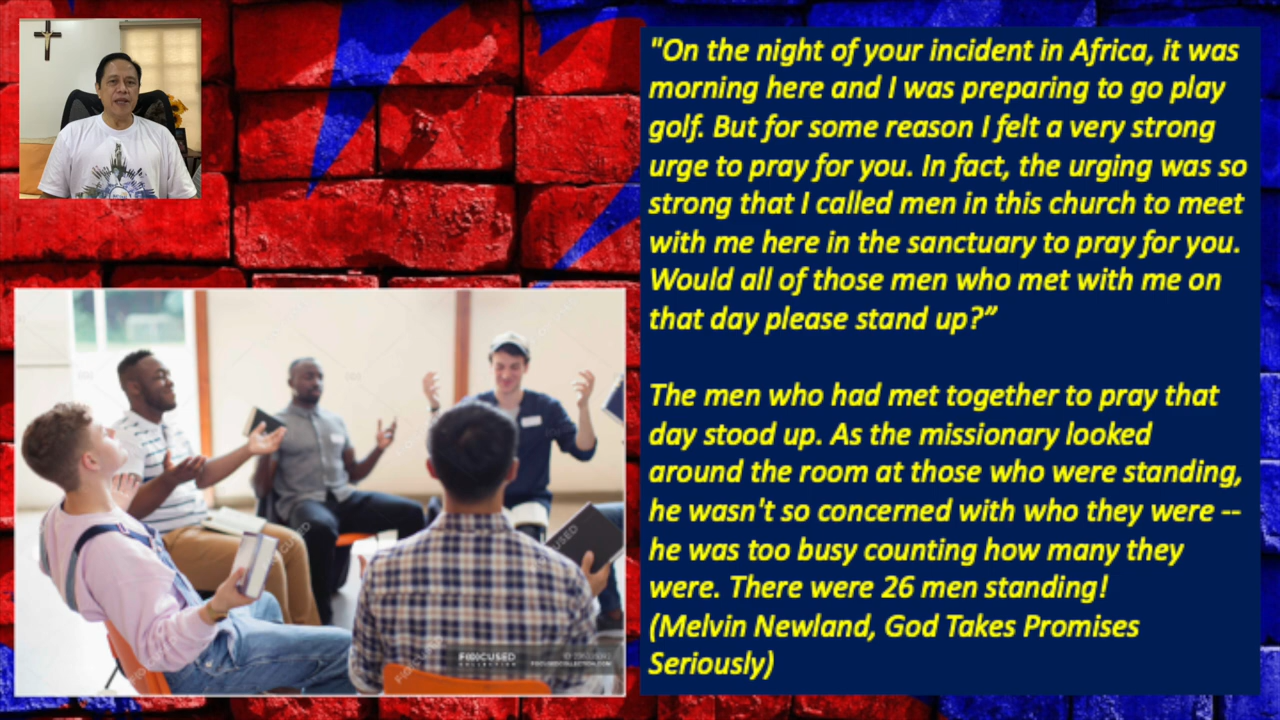 "On the night of your incident in Africa, it was
morning here and I was preparing to go play
golf. But for some reason I felt a very strong
urge to pray for you. In fact, the urging was so
strong that I called men in this church to meet
with me here in the sanctuary to pray for you.
Would all of those men who met with me on
that day please stand up?”
The men who had met together to pray that
day stood up. As the missionary looked
around the room at those who were standing,
he wasn't so concerned with who they were --
he was too busy counting how many they
were. There were 26 men standing!
(Melvin Newland, God Takes Promises
Seriously)